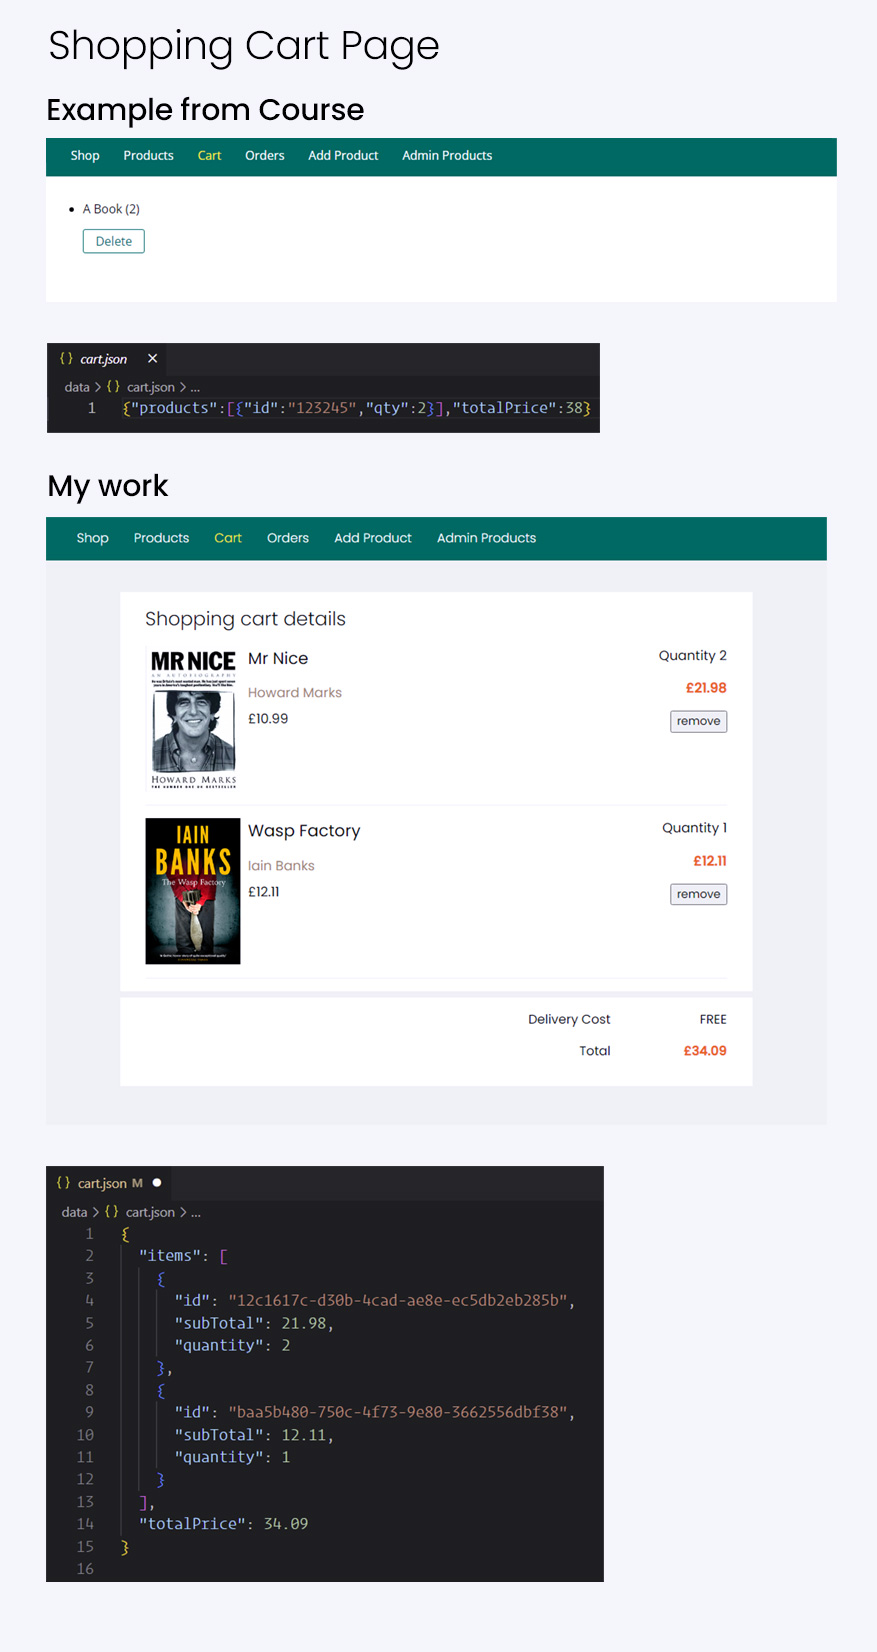 Shopping Cart Page
Example from Course
Shop Products Cart Orders Add Product Admin Products
A Book (2)
Delete
{} cart.json ×
data > {} cart.json > ...
1 {"products":[{"id":"123245","qty":2}],"totalPrice":38}
My work
Shop Products Cart Orders Add Product Admin Products
Shopping cart details
MR NICE
AN AUTOBIOGRAPHY
HOWARD MARKS
Mr Nice
Howard Marks
£10.99
Quantity 2
£21.98
remove
IAIN
BANKS
The Wasp Factory
Wasp Factory
Iain Banks
£12.11
Quantity 1
£12.11
remove
Delivery Cost FREE
Total £34.09
{} cart.json M ●
data > {} cart.json > ...
1 {
2 "items": [
3 {
4 "id": "12c1617c-d30b-4cad-ae8e-ec5db2eb285b",
5 "subTotal": 21.98,
6 "quantity": 2
7 },
8 {
9 "id": "baa5b480-750c-4f73-9e80-3662556dbf38",
10 "subTotal": 12.11,
11 "quantity": 1
12 }
13 ],
14 "totalPrice": 34.09
15 }
16